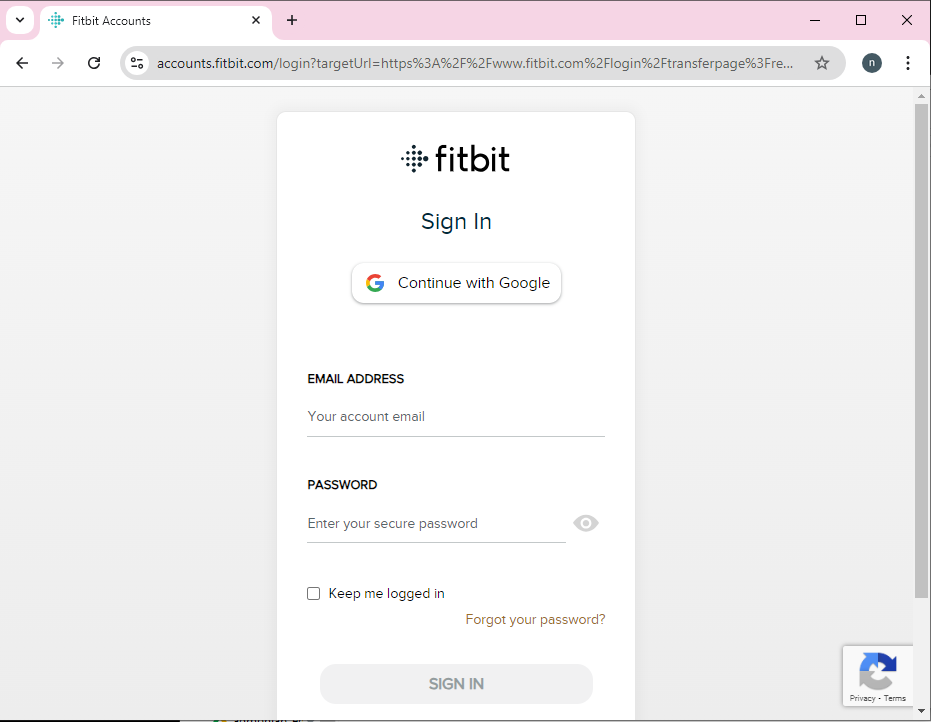 Fitbit Accounts
accounts.fitbit.com/login?targetUrl=https%3A%2F%2Fwww.fitbit.com%2Flogin%2Ftransferpage%3Fre...
n
fitbit
Sign In
Continue with Google
EMAIL ADDRESS
Your account email
PASSWORD
Enter your secure password
Keep me logged in
Forgot your password?
SIGN IN
Privacy - Terms